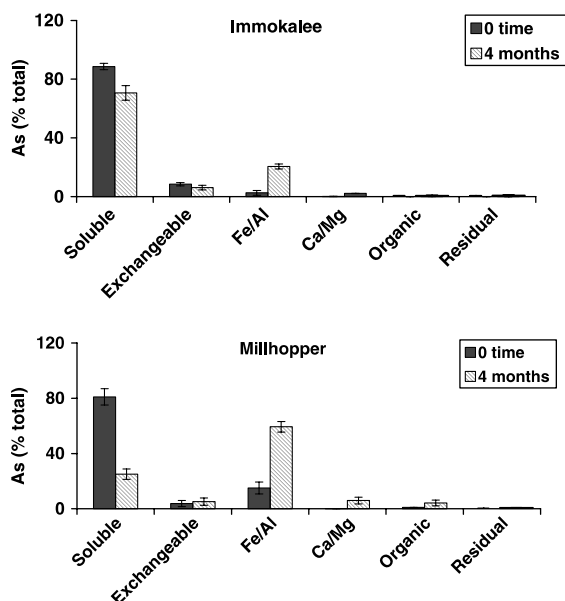 Immokalee
0 time
4 months
As (% total)
120
80
40
0
Soluble
Exchangeable
Fe/Al
Ca/Mg
Organic
Residual
Millhopper
0 time
4 months
As (% total)
120
80
40
0
Soluble
Exchangeable
Fe/Al
Ca/Mg
Organic
Residual